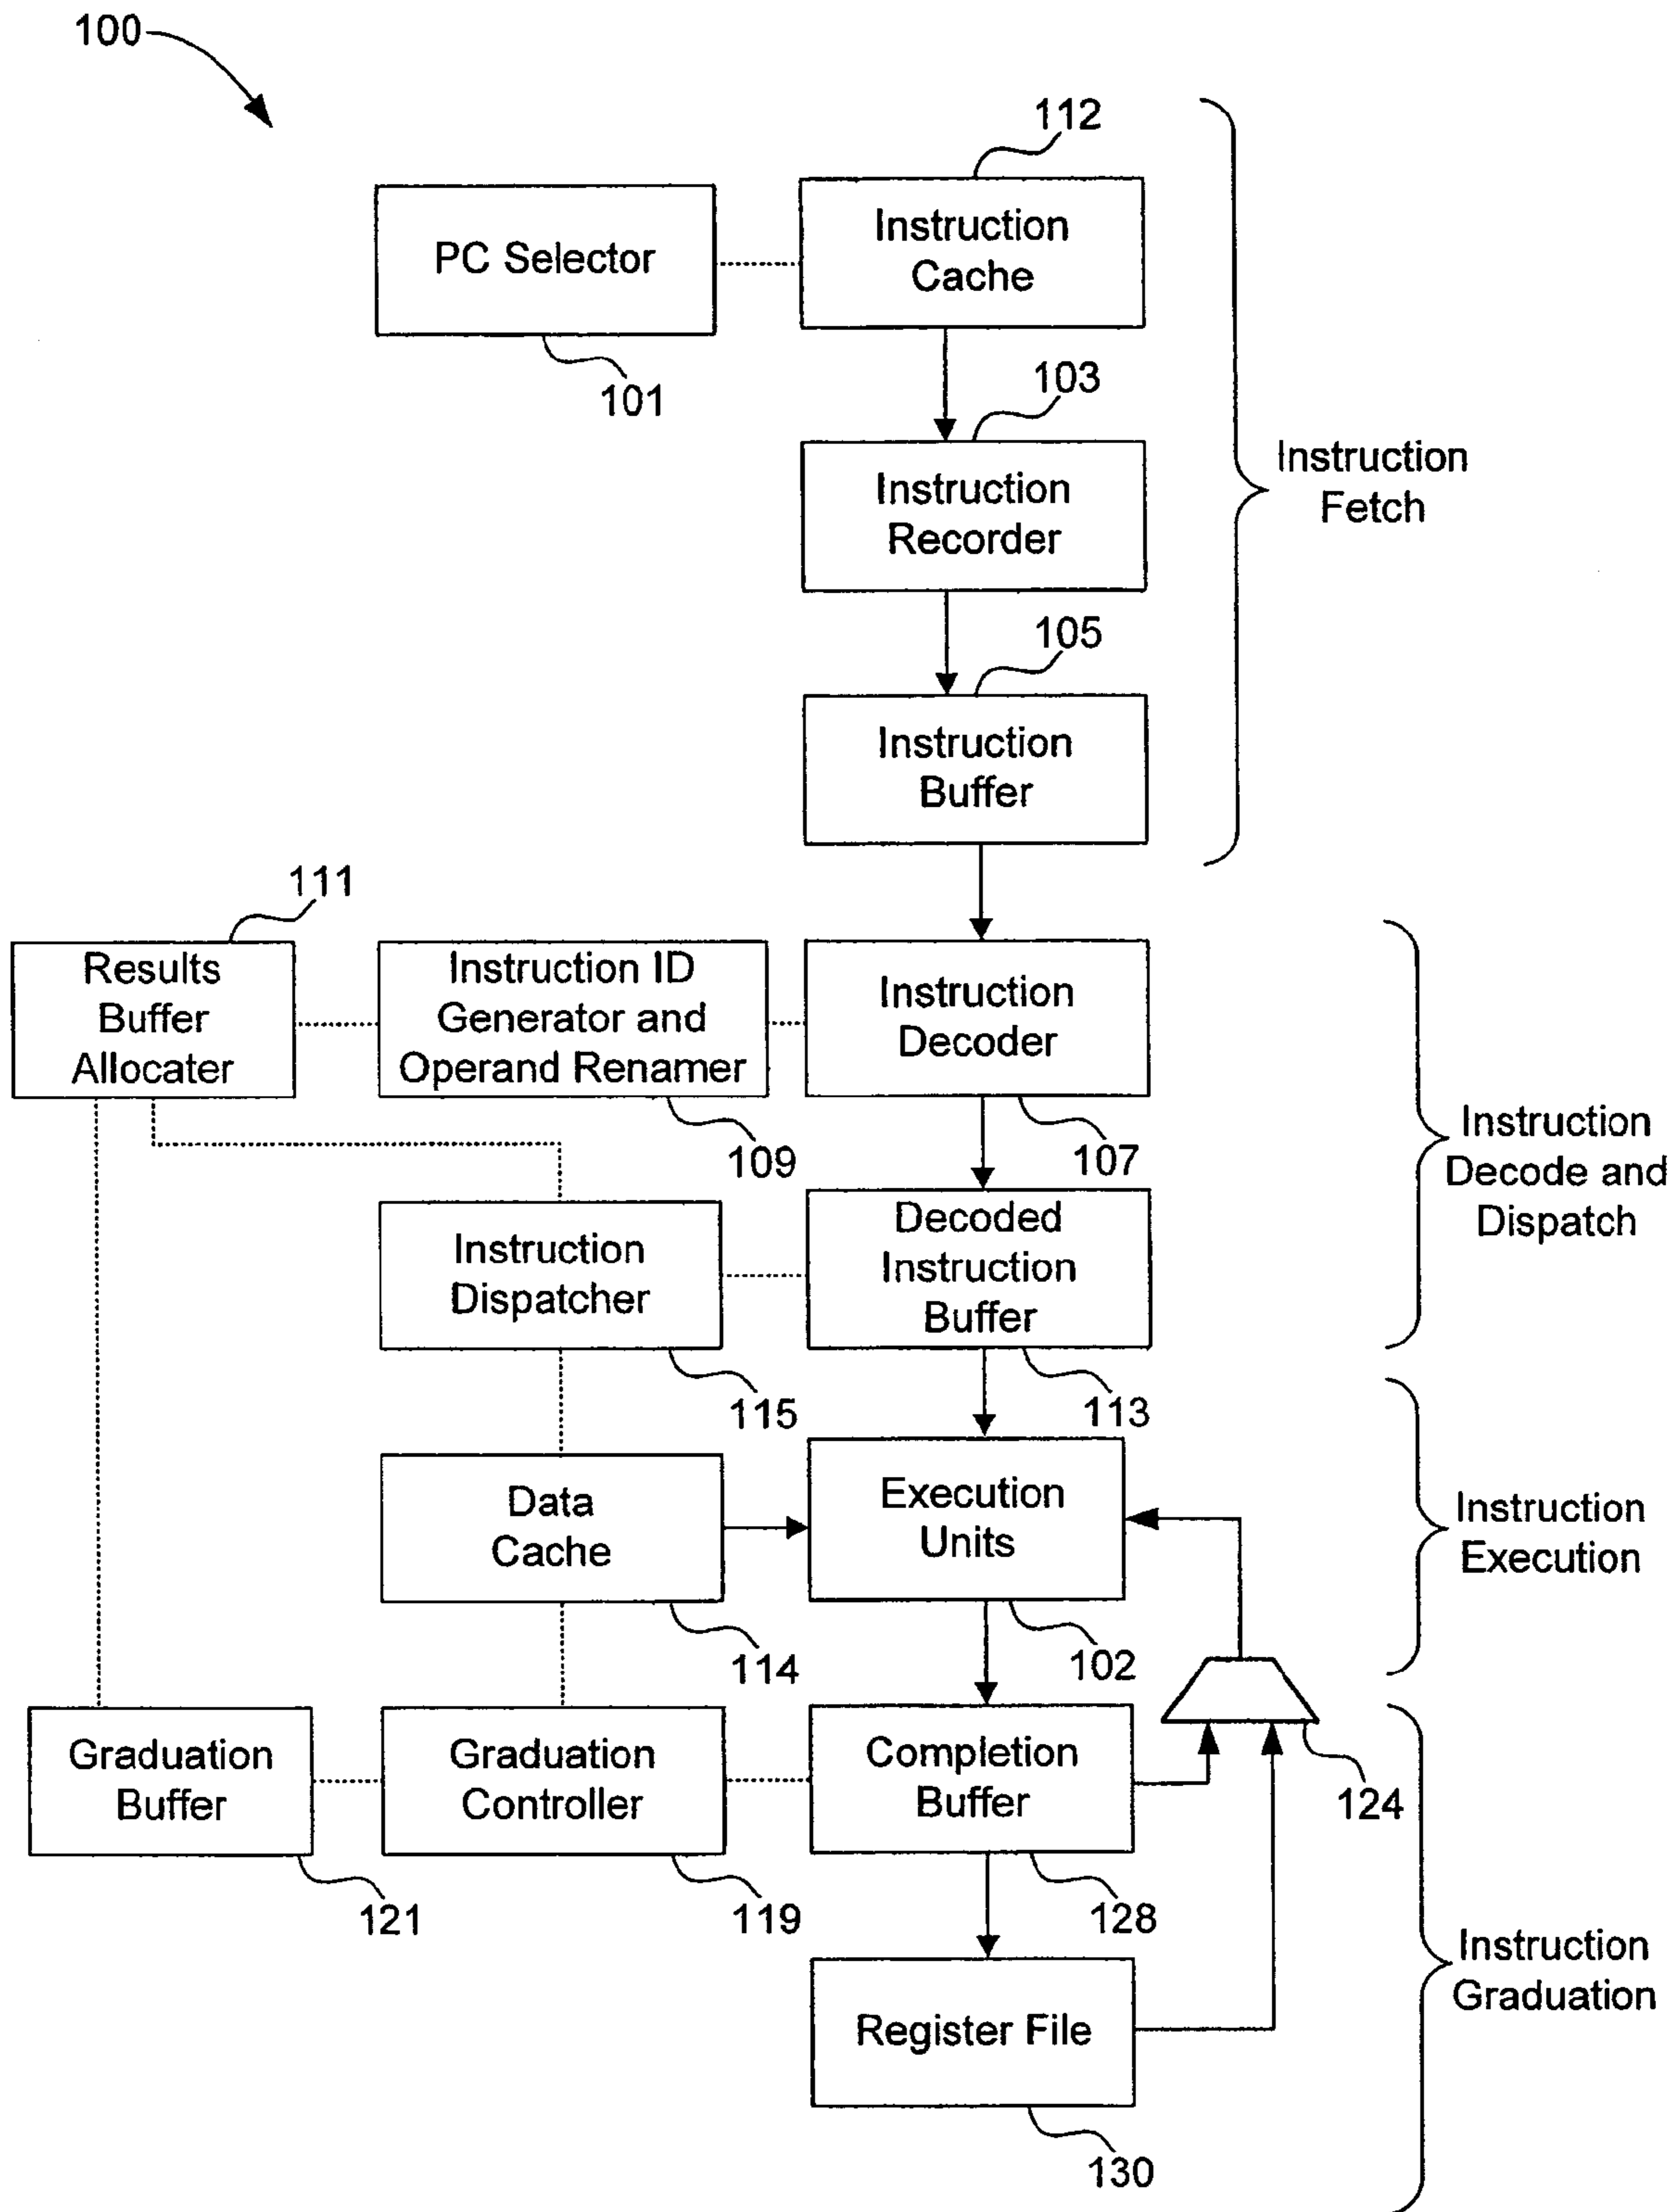 100
112
Instruction
Cache
PC Selector
101
103
Instruction
Recorder
Instruction
Fetch
105
Instruction
Buffer
111
Results
Buffer
Allocater
Instruction ID
Generator and
Operand Renamer
Instruction
Decoder
109
107
Instruction
Decode and
Dispatch
Instruction
Dispatcher
Decoded
Instruction
Buffer
115
113
Data
Cache
Execution
Units
Instruction
Execution
114
102
Graduation
Buffer
Graduation
Controller
Completion
Buffer
124
121
119
128
Instruction
Graduation
Register File
130